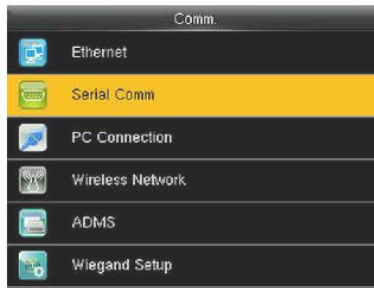 Comm.
Ethernet
Serial Comm
PC Connection
Wireless Network
ADMS
Wiegand Setup